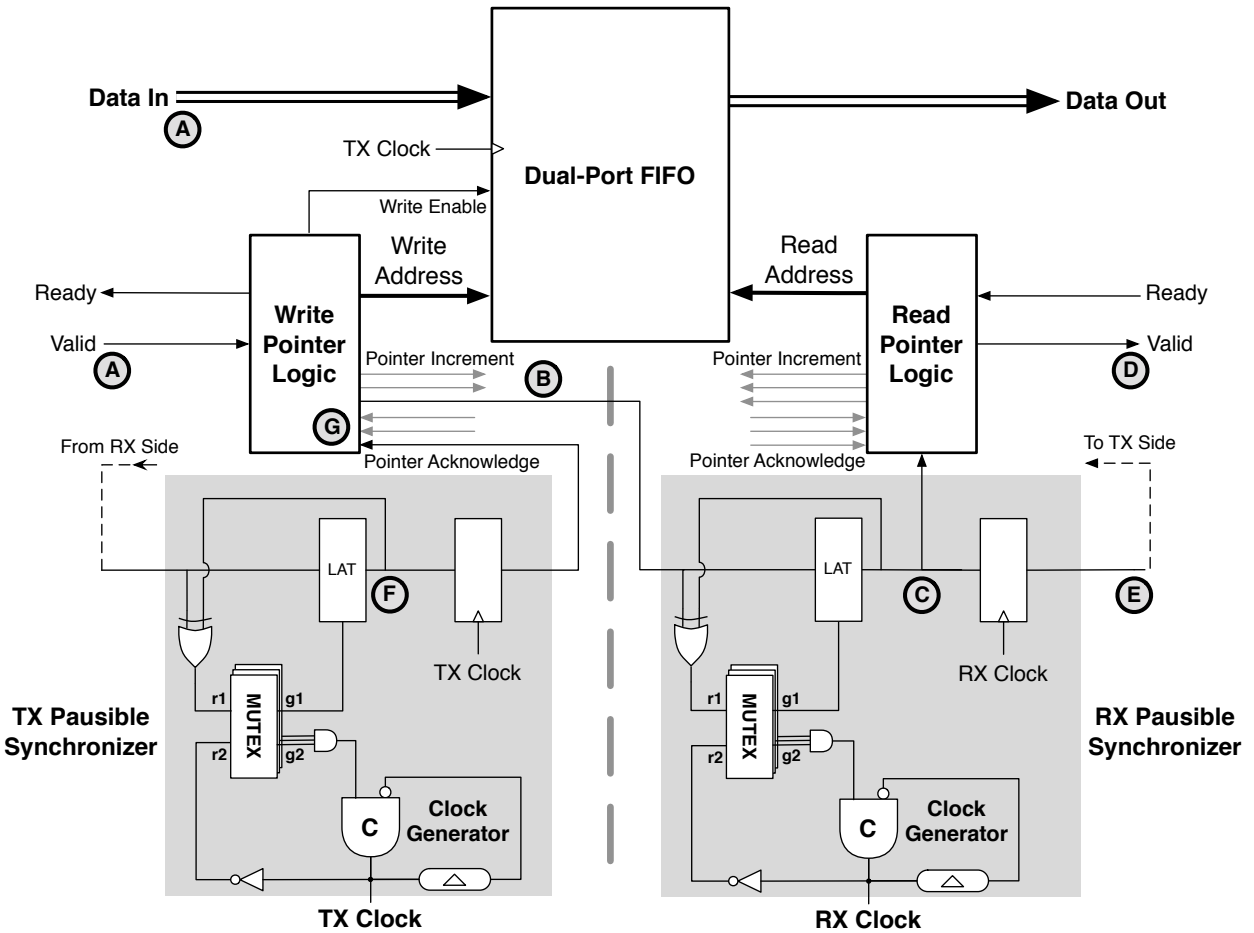 Data In
A
Data Out
TX Clock
Dual-Port FIFO
Write Enable
Write
Address
Read
Address
Ready
Write
Pointer
Logic
Read
Pointer
Logic
Ready
Valid
A
Valid
D
Pointer Increment
B
Pointer Increment
G
From RX Side
Pointer Acknowledge
Pointer Acknowledge
To TX Side
LAT
F
LAT
C
E
TX Clock
RX Clock
r1
MUTEX
g1
r2
g2
r1
MUTEX
g1
r2
g2
TX Pausible
Synchronizer
RX Pausible
Synchronizer
C
Clock
Generator
C
Clock
Generator
TX Clock
RX Clock